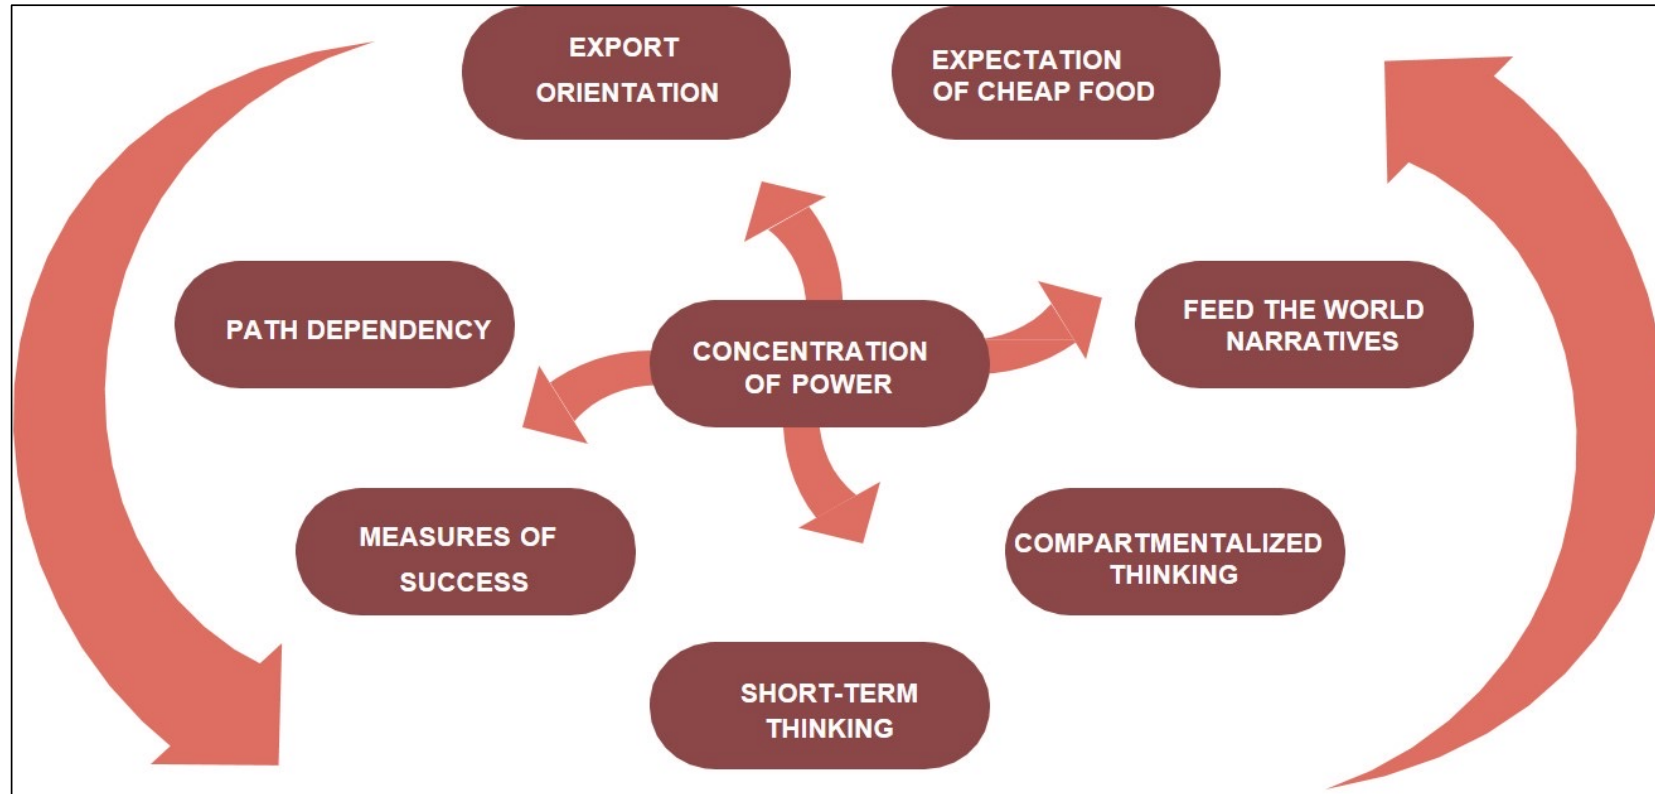 EXPORT
ORIENTATION
EXPECTATION
OF CHEAP FOOD
PATH DEPENDENCY
CONCENTRATION
OF POWER
FEED THE WORLD
NARRATIVES
MEASURES OF
SUCCESS
COMPARTMENTALIZED
THINKING
SHORT-TERM
THINKING